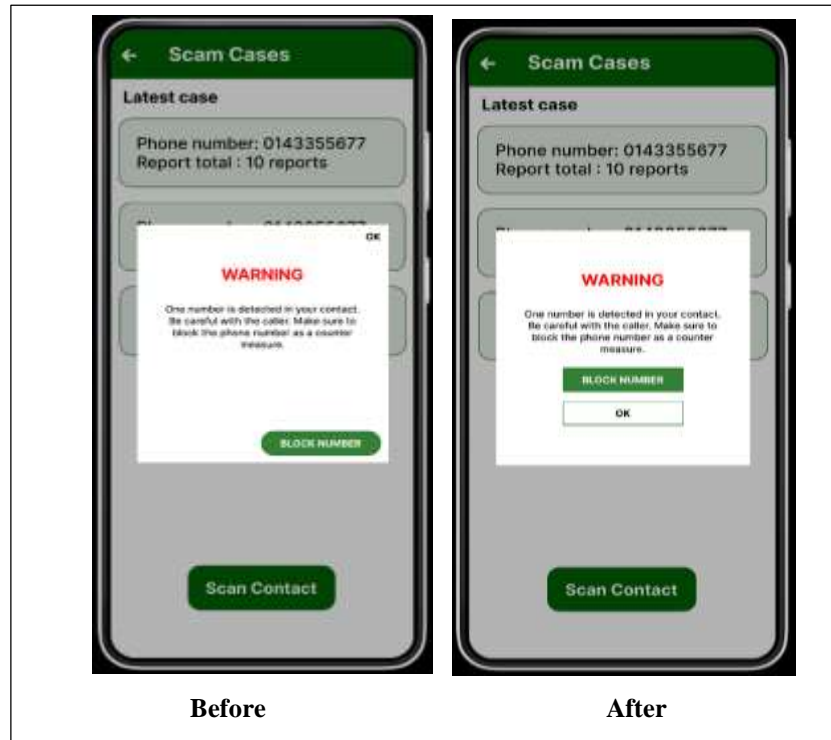 ← Scam Cases
Latest case
Phone number: 0143355677
Report total : 10 reports
OK
WARNING
One number is detected in your contact.
Be careful with the caller. Make sure to
block the phone number as a counter
measure.
BLOCK NUMBER
Scan Contact
Before
← Scam Cases
Latest case
Phone number: 0143355677
Report total : 10 reports
WARNING
One number is detected in your contact.
Be careful with the caller. Make sure to
block the phone number as a counter
measure.
BLOCK NUMBER
OK
Scan Contact
After